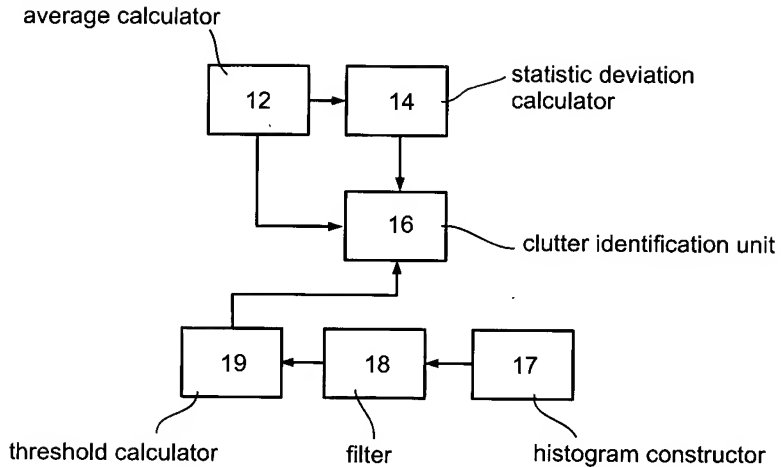 average calculator
12
14
statistic deviation
calculator
16
clutter identification unit
19
18
17
threshold calculator
filter
histogram constructor